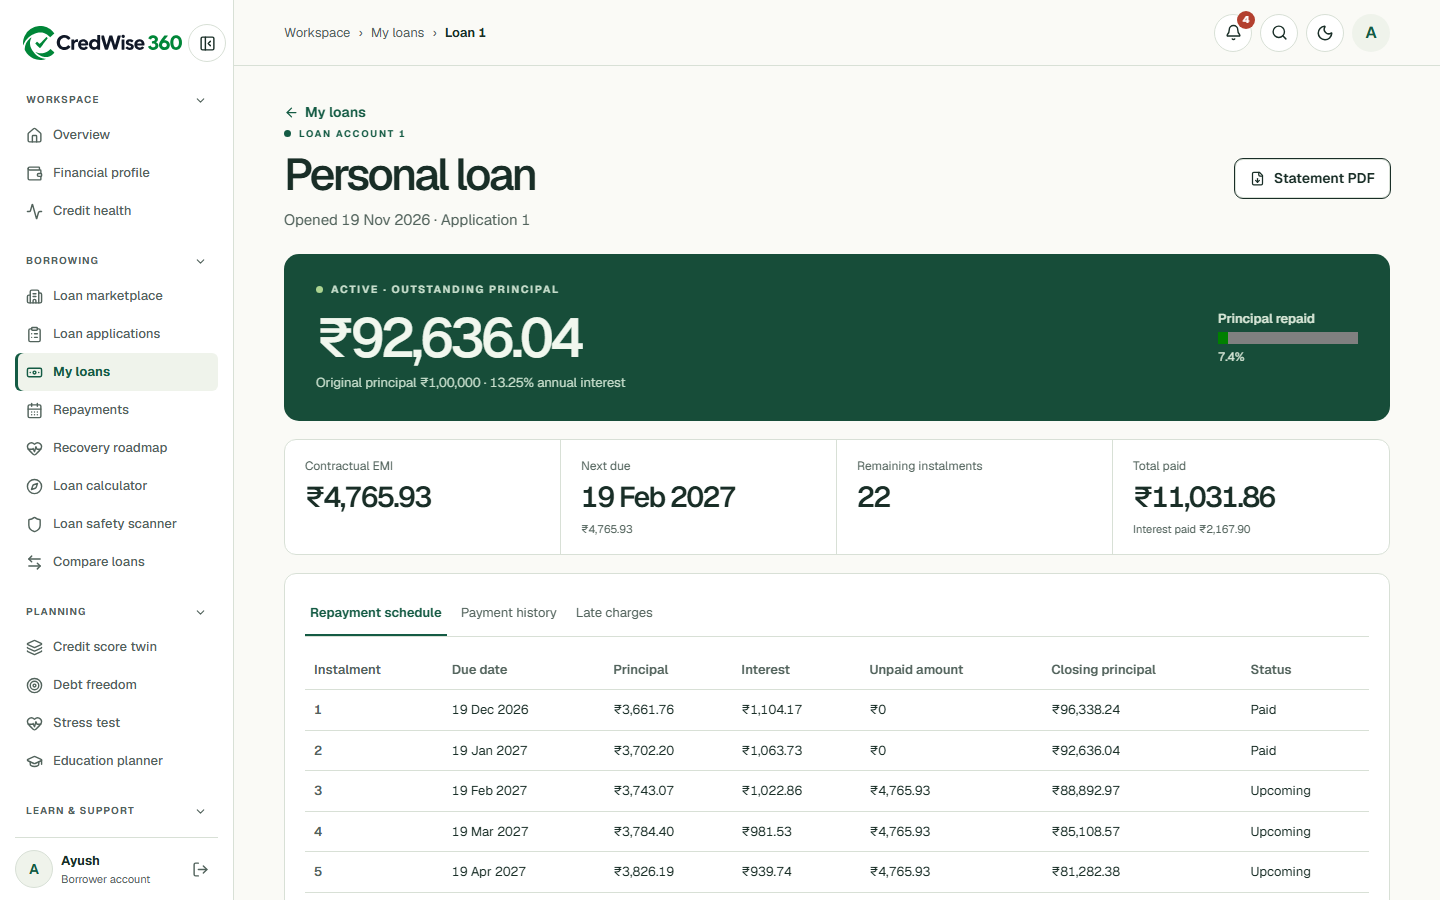 CredWise 360
Workspace › My loans › Loan 1
4
A
WORKSPACE
Overview
Financial profile
Credit health
BORROWING
Loan marketplace
Loan applications
My loans
Repayments
Recovery roadmap
Loan calculator
Loan safety scanner
Compare loans
PLANNING
Credit score twin
Debt freedom
Stress test
Education planner
LEARN & SUPPORT
A
Ayush
Borrower account
← My loans
LOAN ACCOUNT 1
Personal loan
Opened 19 Nov 2026 · Application 1
Statement PDF
ACTIVE · OUTSTANDING PRINCIPAL
₹92,636.04
Original principal ₹1,00,000 · 13.25% annual interest
Principal repaid
7.4%
Contractual EMI
₹4,765.93
Next due
19 Feb 2027
₹4,765.93
Remaining instalments
22
Total paid
₹11,031.86
Interest paid ₹2,167.90
Repayment schedule Payment history Late charges
Instalment Due date Principal Interest Unpaid amount Closing principal Status
1 19 Dec 2026 ₹3,661.76 ₹1,104.17 ₹0 ₹96,338.24 Paid
2 19 Jan 2027 ₹3,702.20 ₹1,063.73 ₹0 ₹92,636.04 Paid
3 19 Feb 2027 ₹3,743.07 ₹1,022.86 ₹4,765.93 ₹88,892.97 Upcoming
4 19 Mar 2027 ₹3,784.40 ₹981.53 ₹4,765.93 ₹85,108.57 Upcoming
5 19 Apr 2027 ₹3,826.19 ₹939.74 ₹4,765.93 ₹81,282.38 Upcoming